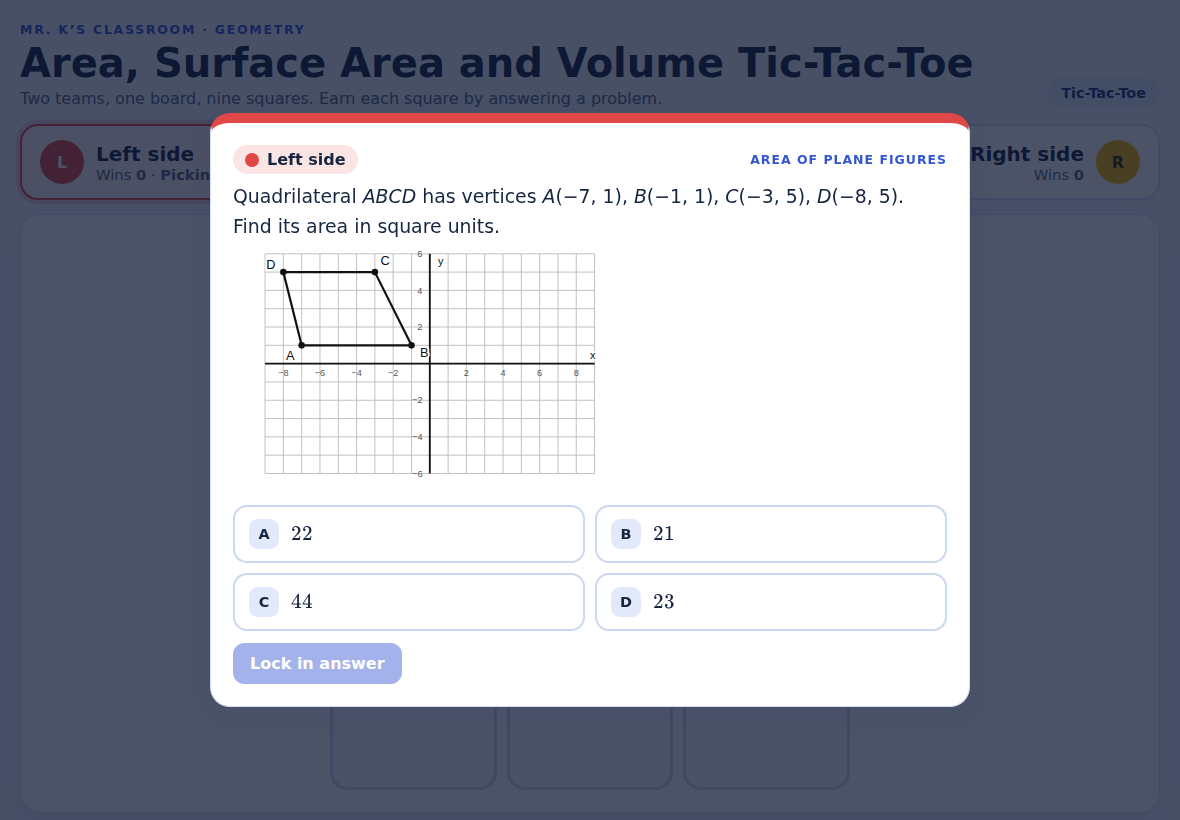 MR. K'S CLASSROOM · GEOMETRY
Area, Surface Area and Volume Tic-Tac-Toe
Two teams, one board, nine squares. Earn each square by answering a problem.
Tic-Tac-Toe
L
Left side
Wins 0 · Pickin
Right side
Wins 0
R
Left side
AREA OF PLANE FIGURES
Quadrilateral ABCD has vertices A(−7, 1), B(−1, 1), C(−3, 5), D(−8, 5).
Find its area in square units.
D
C
A
B
y
x
6
4
2
−2
−4
−6
−8
−6
−4
−2
2
4
6
8
A
22
B
21
C
44
D
23
Lock in answer